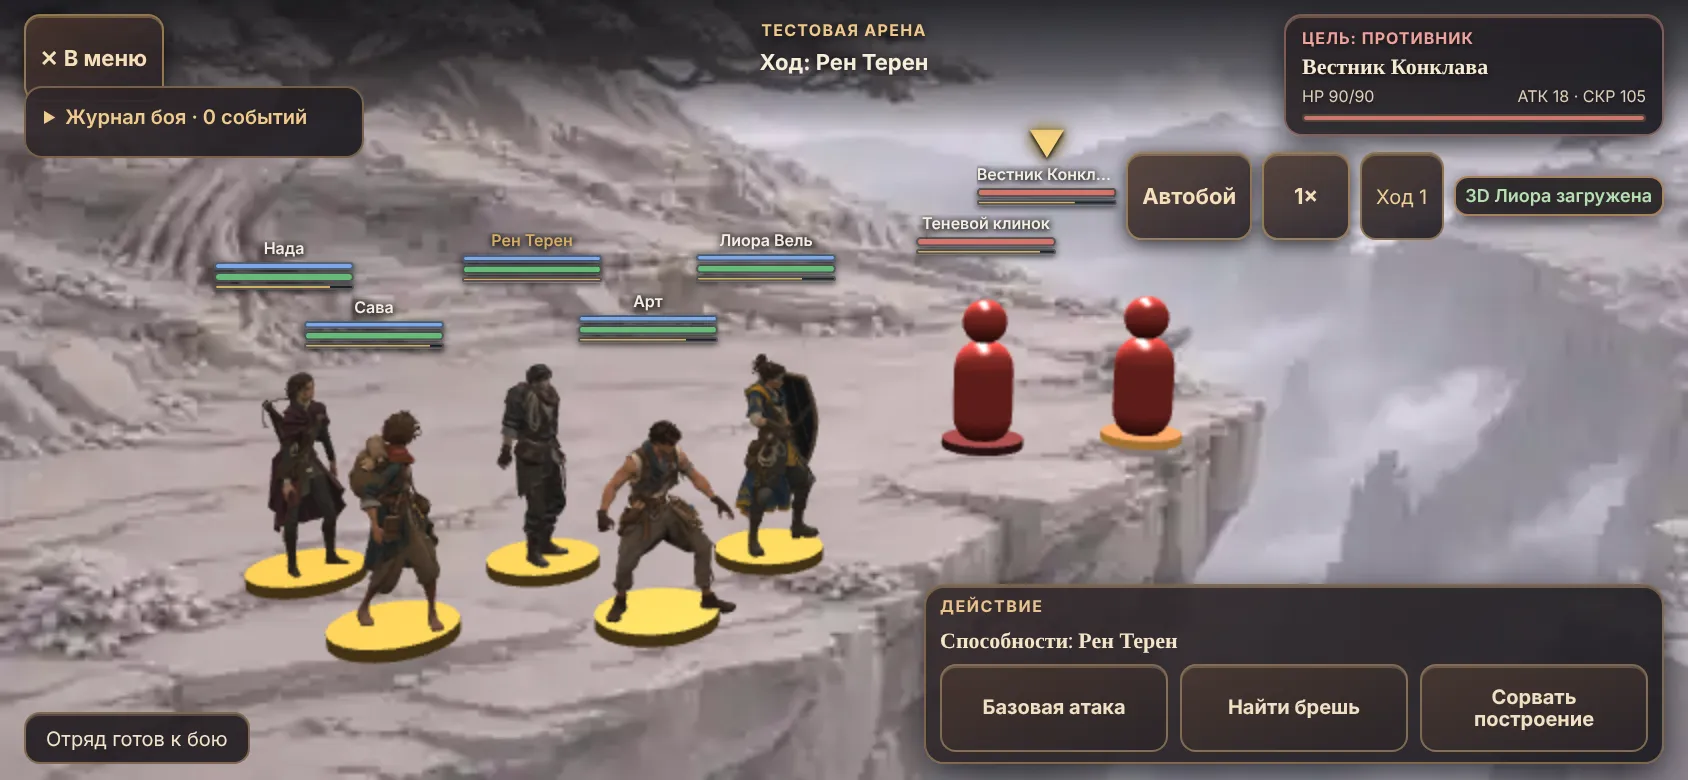 ✕ В меню
ТЕСТОВАЯ АРЕНА
Ход: Рен Терен
ЦЕЛЬ: ПРОТИВНИК
Вестник Конклава
HP 90/90
АТК 18 · СКР 105
▶ Журнал боя · 0 событий
Вестник Конкл...
Теневой клинок
Автобой
1×
Ход 1
3D Лиора загружена
Нада
Рен Терен
Лиора Вель
Сава
Арт
ДЕЙСТВИЕ
Способности: Рен Терен
Базовая атака
Найти брешь
Сорвать
построение
Отряд готов к бою